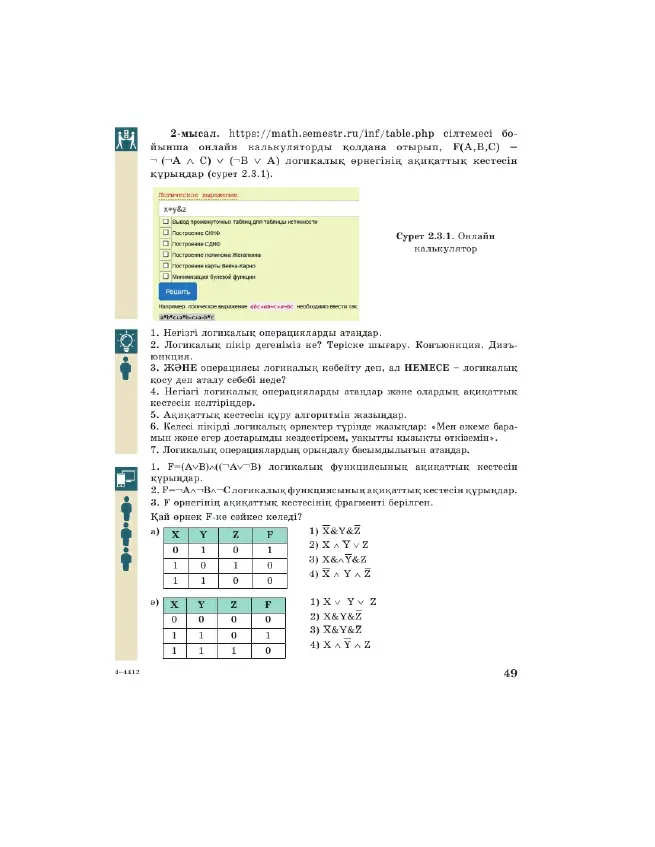 2-мысал. https://math.semestr.ru/inf/table.php сілтемесі бо-
йынша онлайн калькуляторды қолдана отырып, F(A,B,C) =
¬ (¬A ∧ C) ∨ (¬B ∨ A) логикалық өрнегінің ақиқаттық кестесін
құрыңдар (сурет 2.3.1).
Логическое выражение:
x+y&z
Вывод промежуточных таблиц для таблицы истинности
Построение СКНФ
Построение СДНФ
Построение полинома Жегалкина
Построение карты Вейча-Карно
Минимизация булевой функции
Решить
Например, логическое выражение abc+ab~c+a~bc необходимо ввести так:
a*b*c+a*b=c+a=b*c
Сурет 2.3.1. Онлайн
калькулятор
1. Негізгі логикалық операцияларды атаңдар.
2. Логикалық пікір дегеніміз не? Теріске шығару. Конъюнкция. Дизъ-
юнкция.
3. ЖӘНЕ операциясы логикалық көбейту деп, ал НЕМЕСЕ – логикалық
қосу деп аталу себебі неде?
4. Негізгі логикалық операцияларды атаңдар және олардың ақиқаттық
кестесін келтіріңдер.
5. Ақиқаттық кестесін құру алгоритмін жазыңдар.
6. Келесі пікірді логикалық өрнектер түрінде жазыңдар: «Мен әжеме бара-
мын және егер достарымды кездестірсем, уақытты қызықты өткіземін».
7. Логикалық операциялардың орындалу басымдылығын атаңдар.
1. F=(A∨B)∧((¬A∨¬B) логикалық функциясының ақиқаттық кестесін
құрыңдар.
2. F=¬A∧¬B∧¬C логикалық функциясының ақиқаттық кестесін құрыңдар.
3. F өрнегінің ақиқаттық кестесінің фрагменті берілген.
Қай өрнек F-ке сәйкес келеді?
а) X Y Z F
0 1 0 1
1 0 1 0
1 1 0 0
1) X̅&Y&Z̅
2) X ∧ Y̅ ∨ Z
3) X&∧Y̅&Z
4) X̅ ∧ Y ∧ Z̅
ә) X Y Z F
0 0 0 0
1 1 0 1
1 1 1 0
1) X ∨ Y ∨ Z
2) X&Y&Z̅
3) X̅&Y&Z̅
4) X ∧ Y̅ ∧ Z
4–4412
49